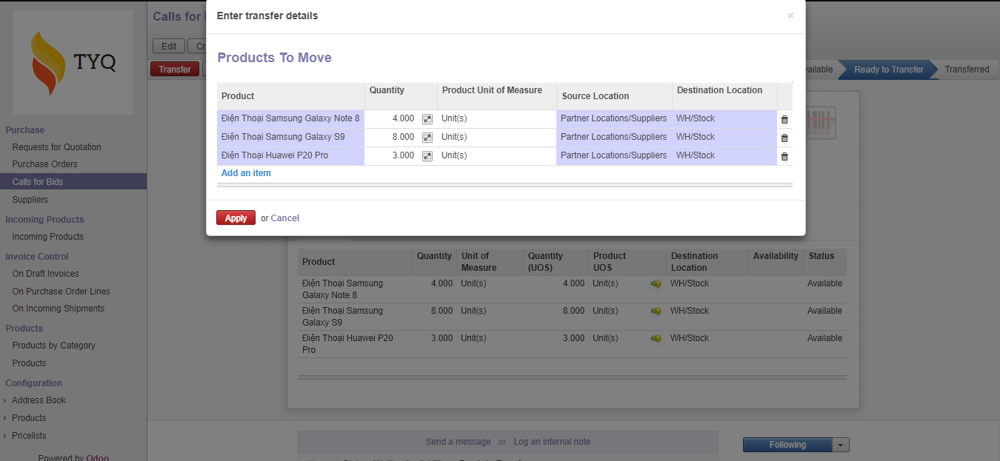 TYQ
Purchase
Requests for Quotation
Purchase Orders
Calls for Bids
Suppliers
Incoming Products
Incoming Products
Invoice Control
On Draft Invoices
On Purchase Order Lines
On Incoming Shipments
Products
Products by Category
Products
Configuration
Address Book
Products
Pricelists
Powered by Odoo
Calls for
Edit
Transfer
Ready to Transfer
Transferred
Enter transfer details
×
Products To Move
Product Quantity Product Unit of Measure Source Location Destination Location
Điện Thoại Samsung Galaxy Note 8 4.000 Unit(s) Partner Locations/Suppliers WH/Stock
Điện Thoại Samsung Galaxy S9 8.000 Unit(s) Partner Locations/Suppliers WH/Stock
Điện Thoại Huawei P20 Pro 3.000 Unit(s) Partner Locations/Suppliers WH/Stock
Add an item
Apply or Cancel
Product Quantity Unit of Quantity Product Destination Availability Status
Measure (UOS) UOS Location
Điện Thoại Samsung 4.000 Unit(s) 4.000 Unit(s) WH/Stock Available
Galaxy Note 8
Điện Thoại Samsung 8.000 Unit(s) 8.000 Unit(s) WH/Stock Available
Galaxy S9
Điện Thoại Huawei P20 3.000 Unit(s) 3.000 Unit(s) WH/Stock Available
Pro
Send a message or Log an internal note
Following